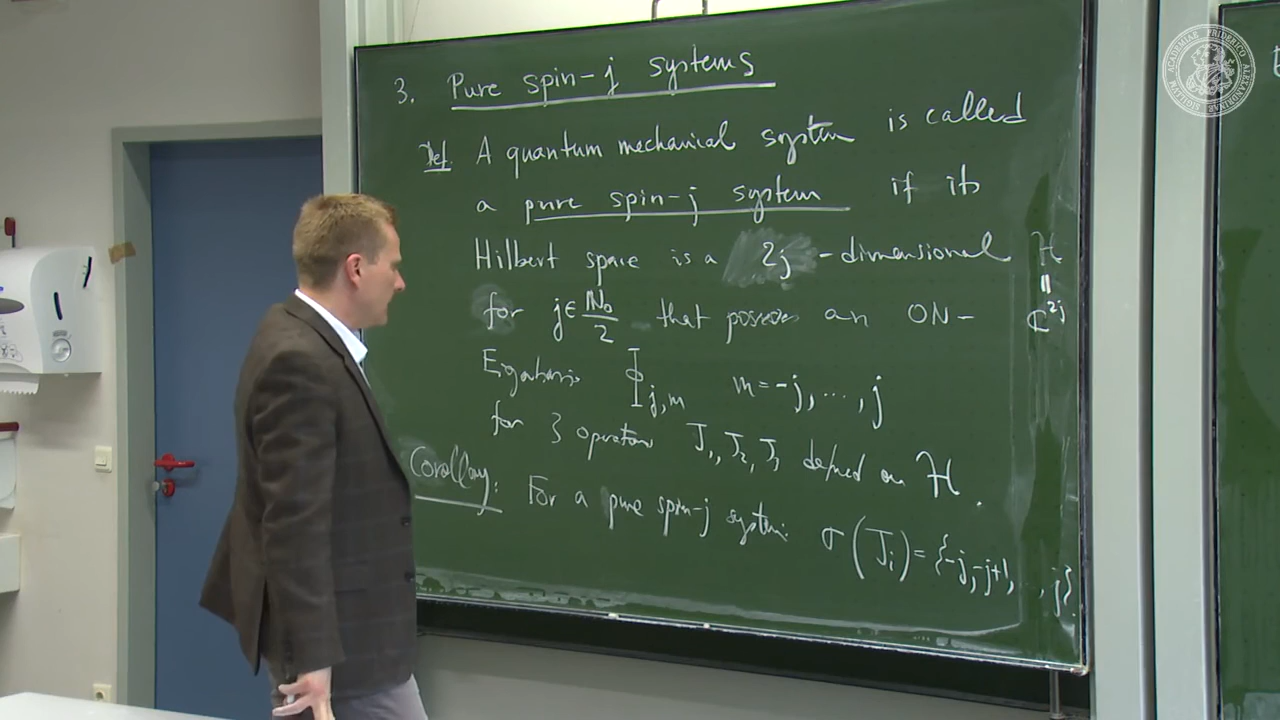 3. Pure spin-j systems
Def. A quantum mechanical system is called
a pure spin-j system if its
Hilbert space is a 2j-dimensional ℋ
=
for j ∈ ℕ₀/2 that posseses an ON- ℂ²ʲ
Eigenbasis Φj,m m = -j, ..., j
for 3 operators J₁, J₂, J₃ defined on ℋ.
Corollary: For a pure spin-j system: σ(Jᵢ) = {-j, -j+1, , j}